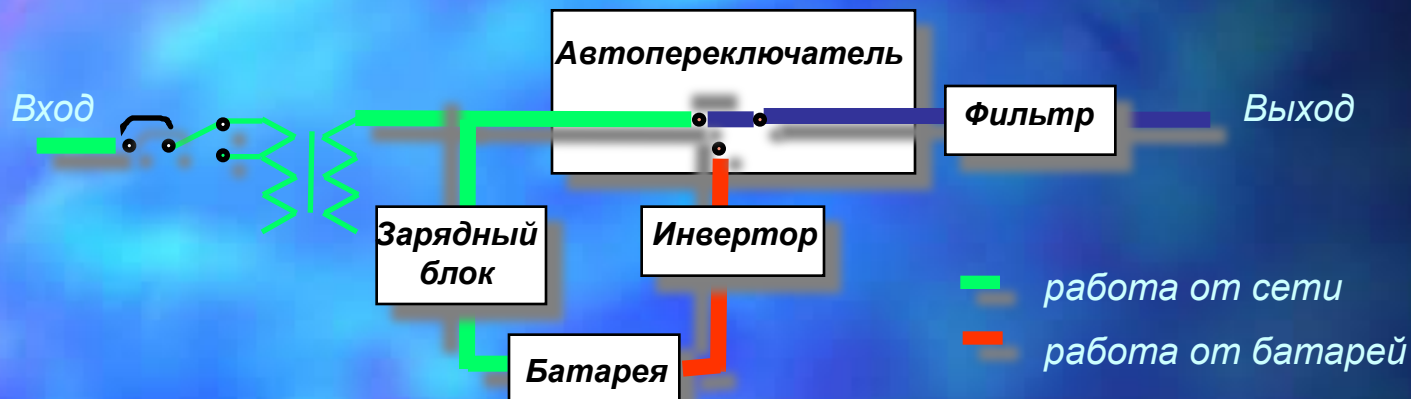 Автопереключатель
Вход
Фильтр
Выход
Зарядный
блок
Инвертор
работа от сети
Батарея
работа от батарей